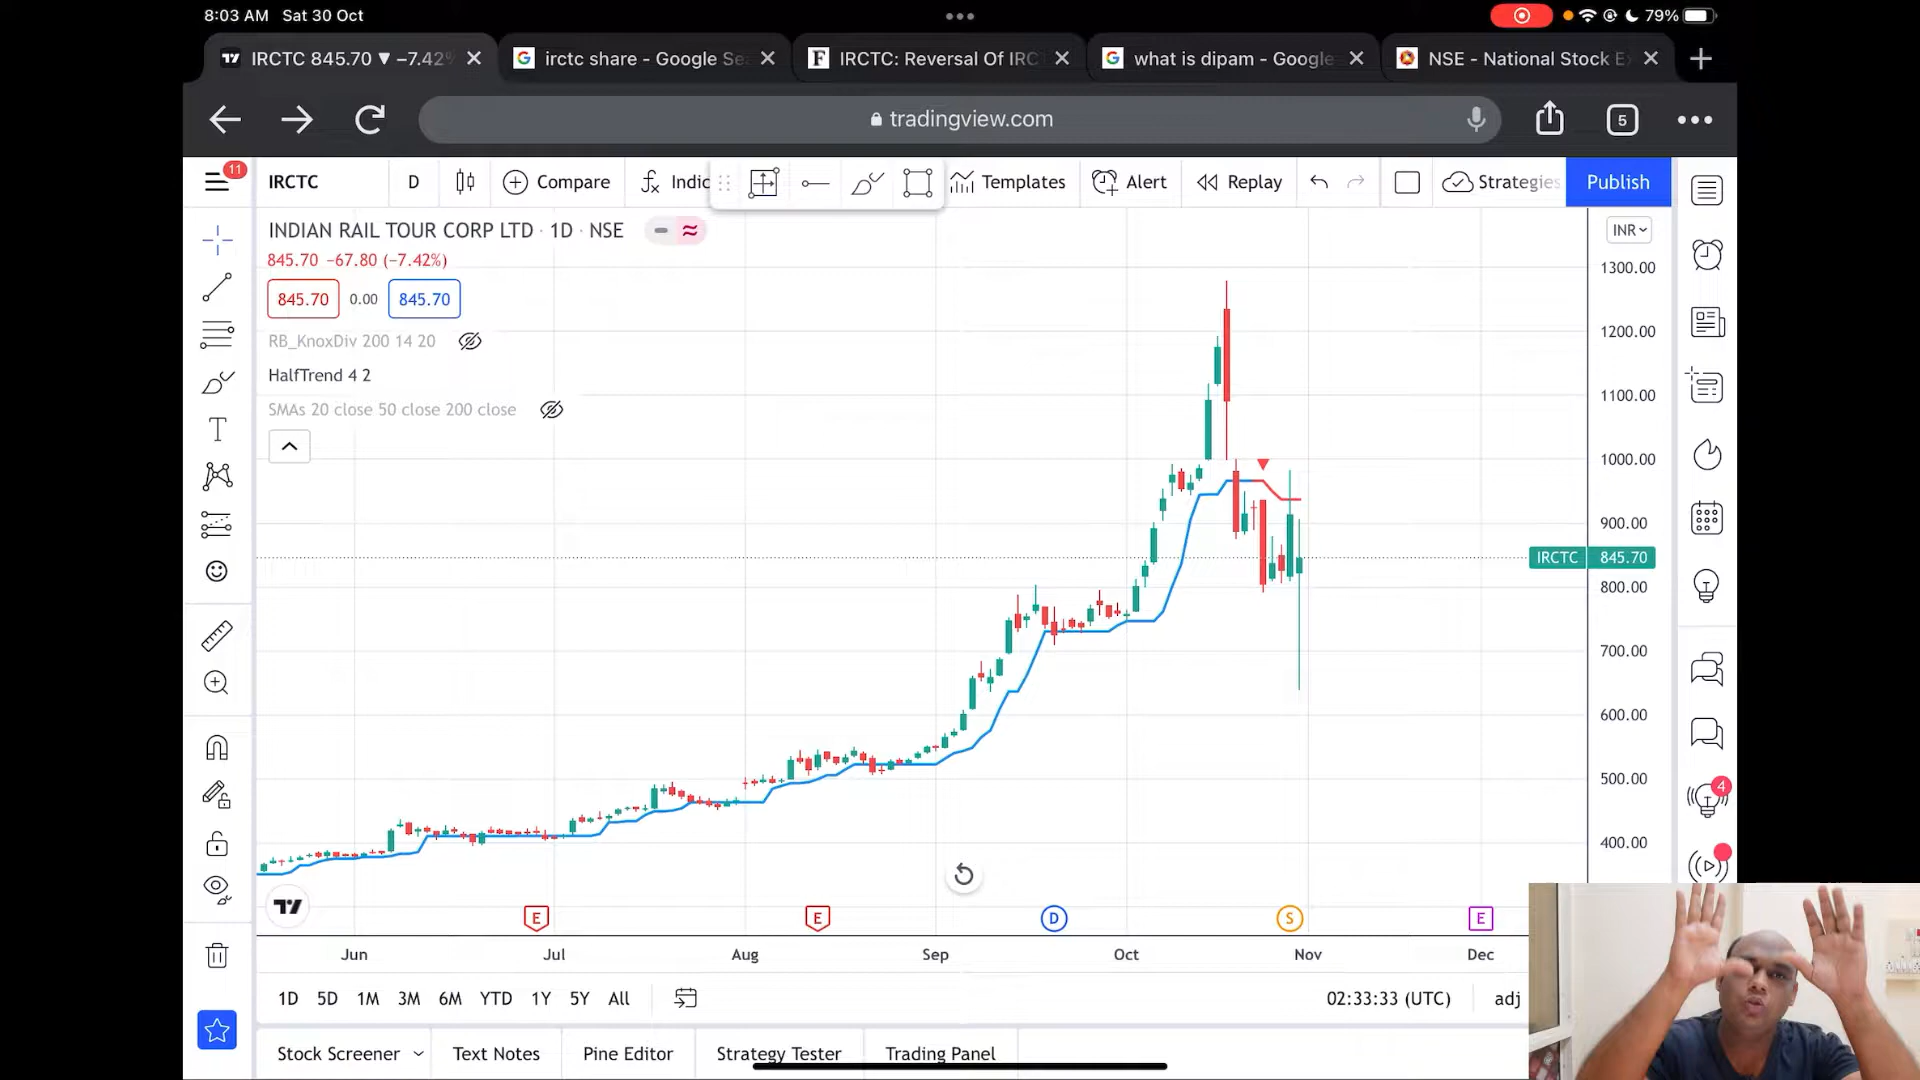 8:03 AM Sat 30 Oct
79%
IRCTC 845.70 ▼ −7.42%
irctc share - Google Se
IRCTC: Reversal Of IRC
what is dipam - Google
NSE - National Stock E
tradingview.com
5
11
IRCTC
D
Compare
Indic
Templates
Alert
Replay
Strategies
Publish
INDIAN RAIL TOUR CORP LTD · 1D · NSE
INR
845.70 −67.80 (−7.42%)
845.70
0.00
845.70
RB_KnoxDiv 200 14 20
HalfTrend 4 2
SMAs 20 close 50 close 200 close
1300.00
1200.00
1100.00
1000.00
900.00
IRCTC 845.70
800.00
700.00
600.00
500.00
400.00
4
E
E
D
S
E
Jun
Jul
Aug
Sep
Oct
Nov
Dec
1D
5D
1M
3M
6M
YTD
1Y
5Y
All
02:33:33 (UTC)
adj
Stock Screener
Text Notes
Pine Editor
Strategy Tester
Trading Panel